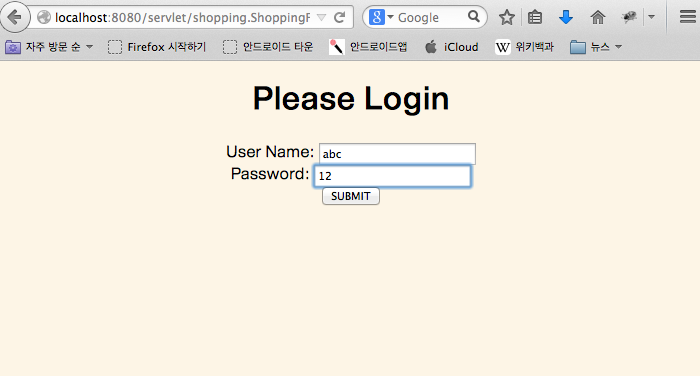 localhost:8080/servlet/shopping.ShoppingF
Google
자주 방문 순 Firefox 시작하기 안드로이드 타운 안드로이드앱 iCloud W 위키백과 뉴스
Please Login
User Name: abc
Password: 12
SUBMIT